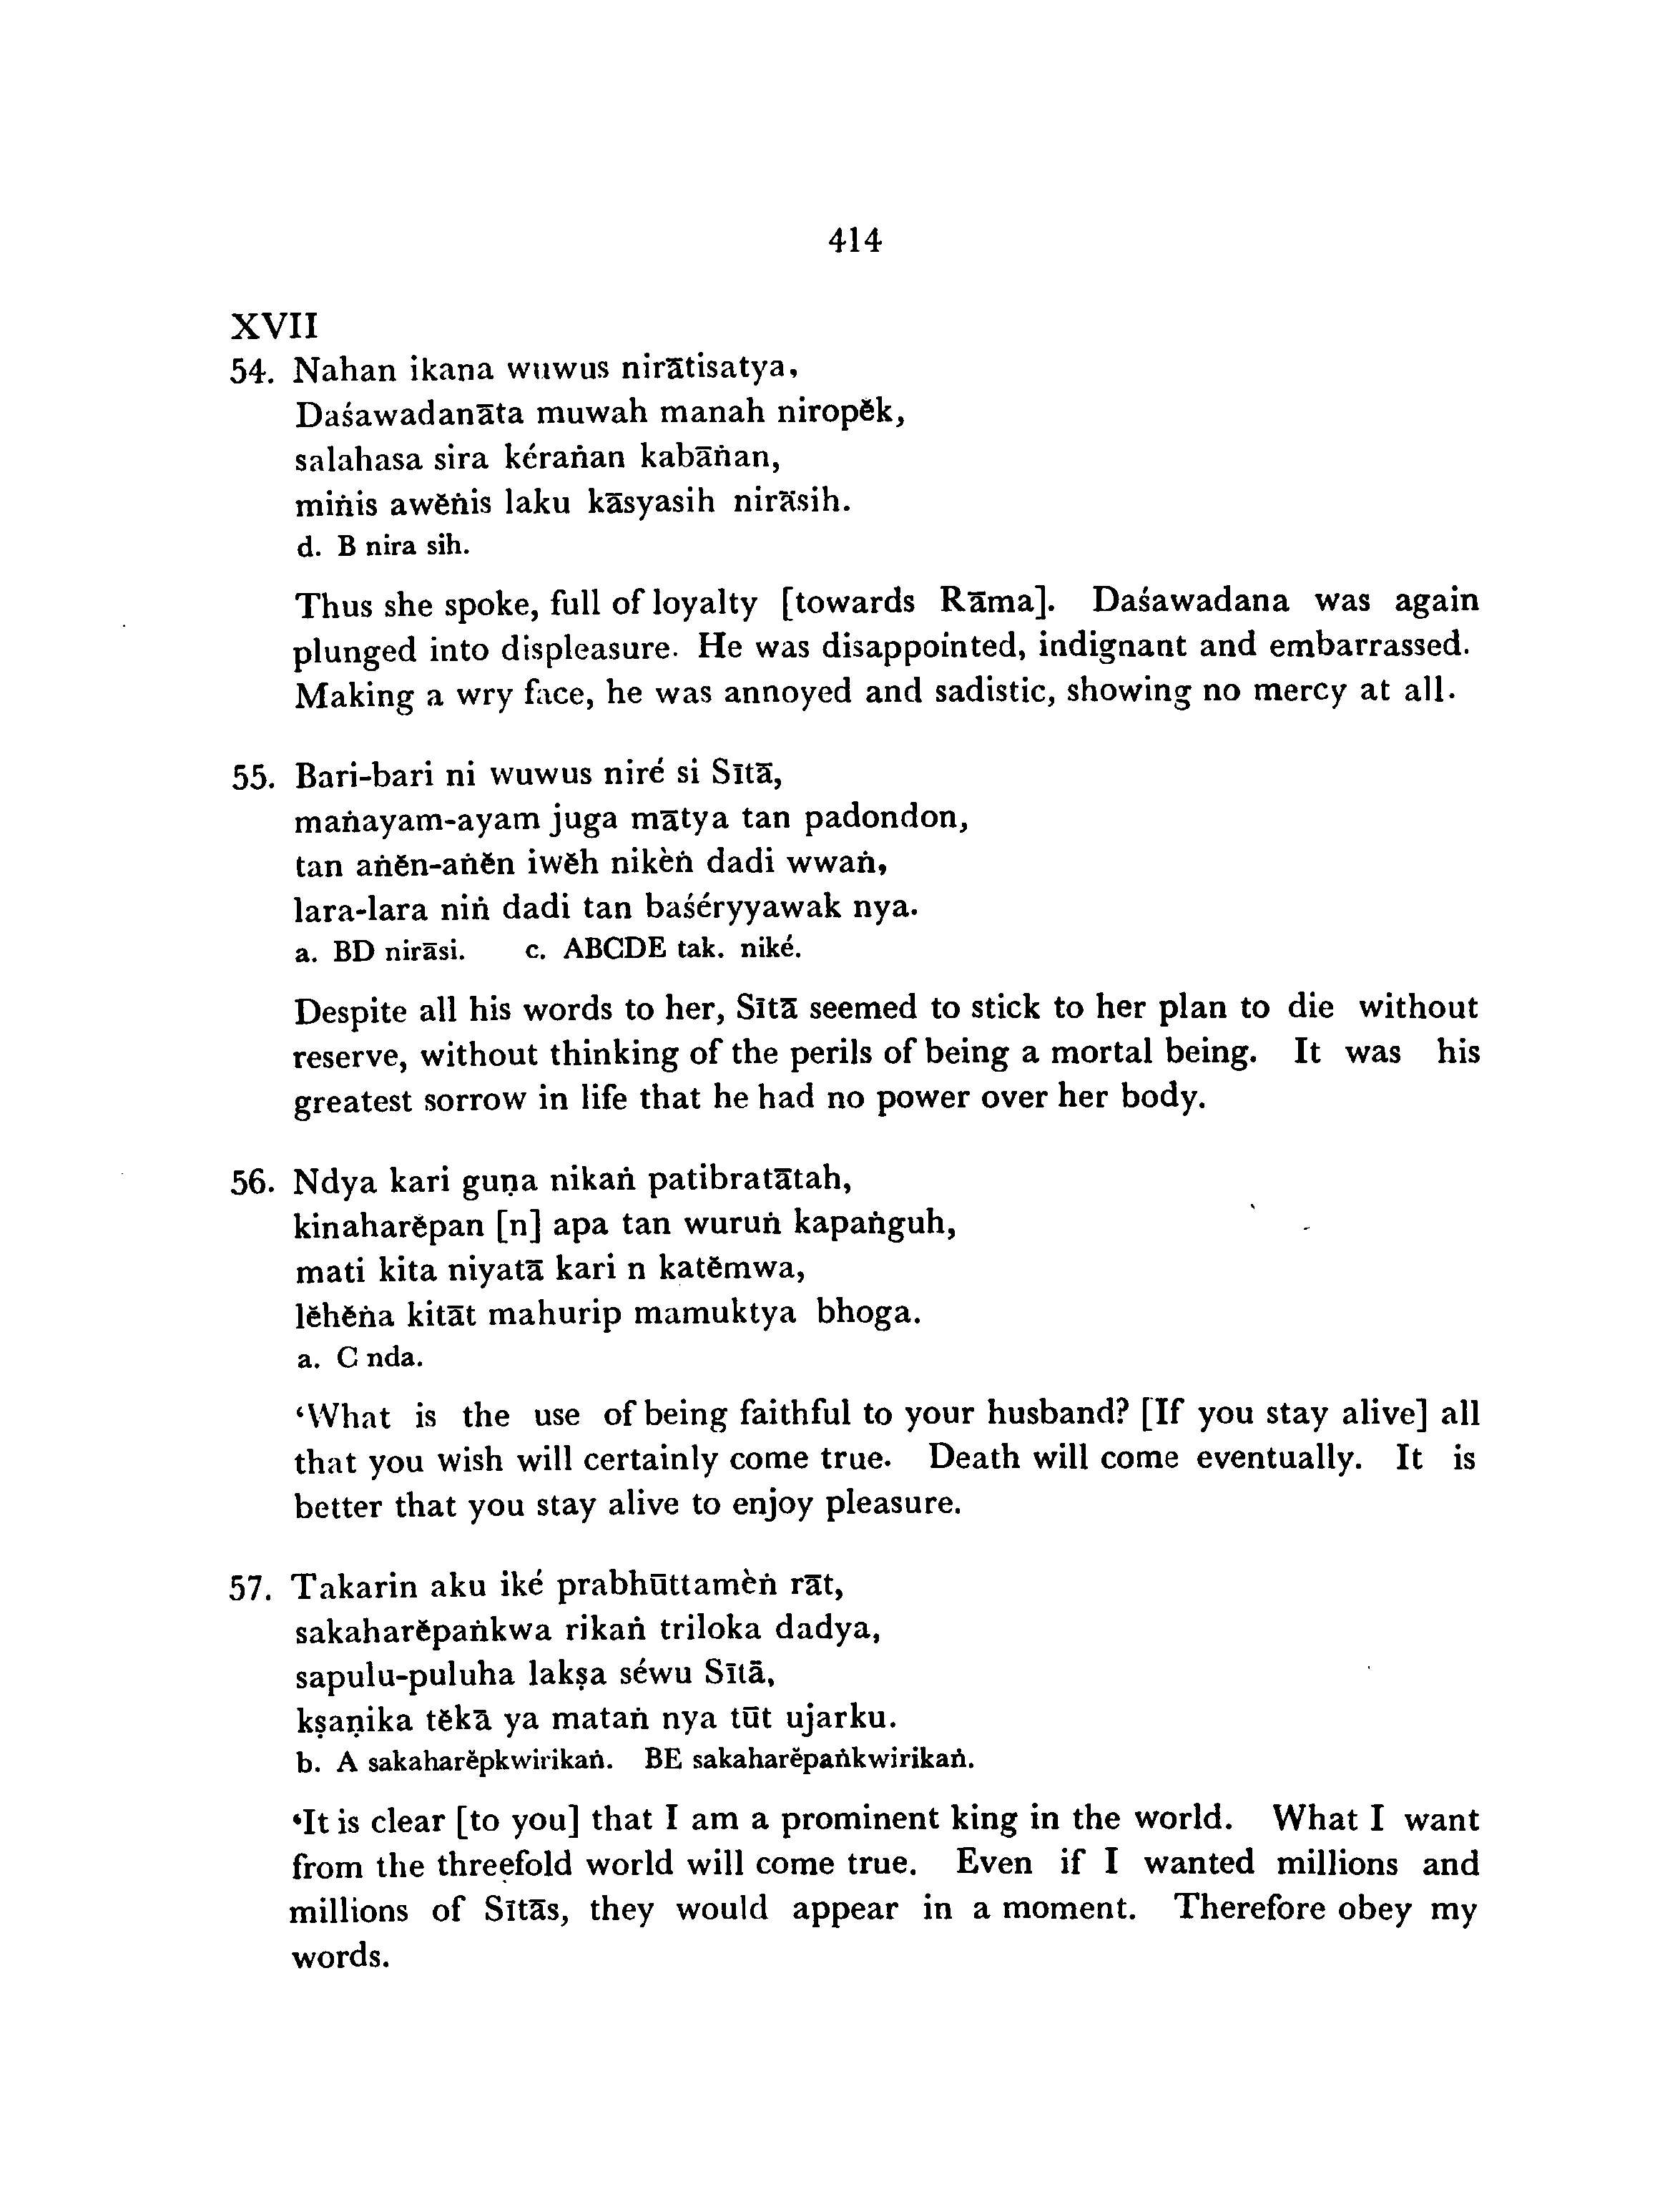 414
XVII
54. Nahan ikana wuwus nirātisatya,
Daśawadanāta muwah manah niropĕk,
salahasa sira kéraṅan kabāṅan,
miṅis awĕṅis laku kāsyasih nirāsih.
d. B nira sih.
Thus she spoke, full of loyalty [towards Rāma]. Daśawadana was again
plunged into displeasure. He was disappointed, indignant and embarrassed.
Making a wry face, he was annoyed and sadistic, showing no mercy at all.
55. Bari-bari ni wuwus niré si Sītā,
maṅayam-ayam juga mātya tan padondon,
tan aṅĕn-aṅĕn iwĕh nikèṅ dadi wwaṅ,
lara-lara niṅ dadi tan baśéryyawak nya.
a. BD nirāsi. c. ABCDE tak. niké.
Despite all his words to her, Sītā seemed to stick to her plan to die without
reserve, without thinking of the perils of being a mortal being. It was his
greatest sorrow in life that he had no power over her body.
56. Ndya kari guṇa nikaṅ patibratātah,
kinaharĕpan [n] apa tan wuruṅ kapaṅguh,
mati kita niyatā kari n katĕmwa,
lĕhĕṅa kitāt mahurip mamuktya bhoga.
a. C nda.
‘What is the use of being faithful to your husband? [If you stay alive] all
that you wish will certainly come true. Death will come eventually. It is
better that you stay alive to enjoy pleasure.
57. Takarin aku iké prabhūttamèṅ rāt,
sakaharĕpaṅkwa rikaṅ triloka dadya,
sapulu-puluha lakṣa séwu Sītā,
kṣaṇika tĕkā ya mataṅ nya tūt ujarku.
b. A sakaharĕpkwirikaṅ. BE sakaharĕpaṅkwirikaṅ.
‘It is clear [to you] that I am a prominent king in the world. What I want
from the threefold world will come true. Even if I wanted millions and
millions of Sītās, they would appear in a moment. Therefore obey my
words.